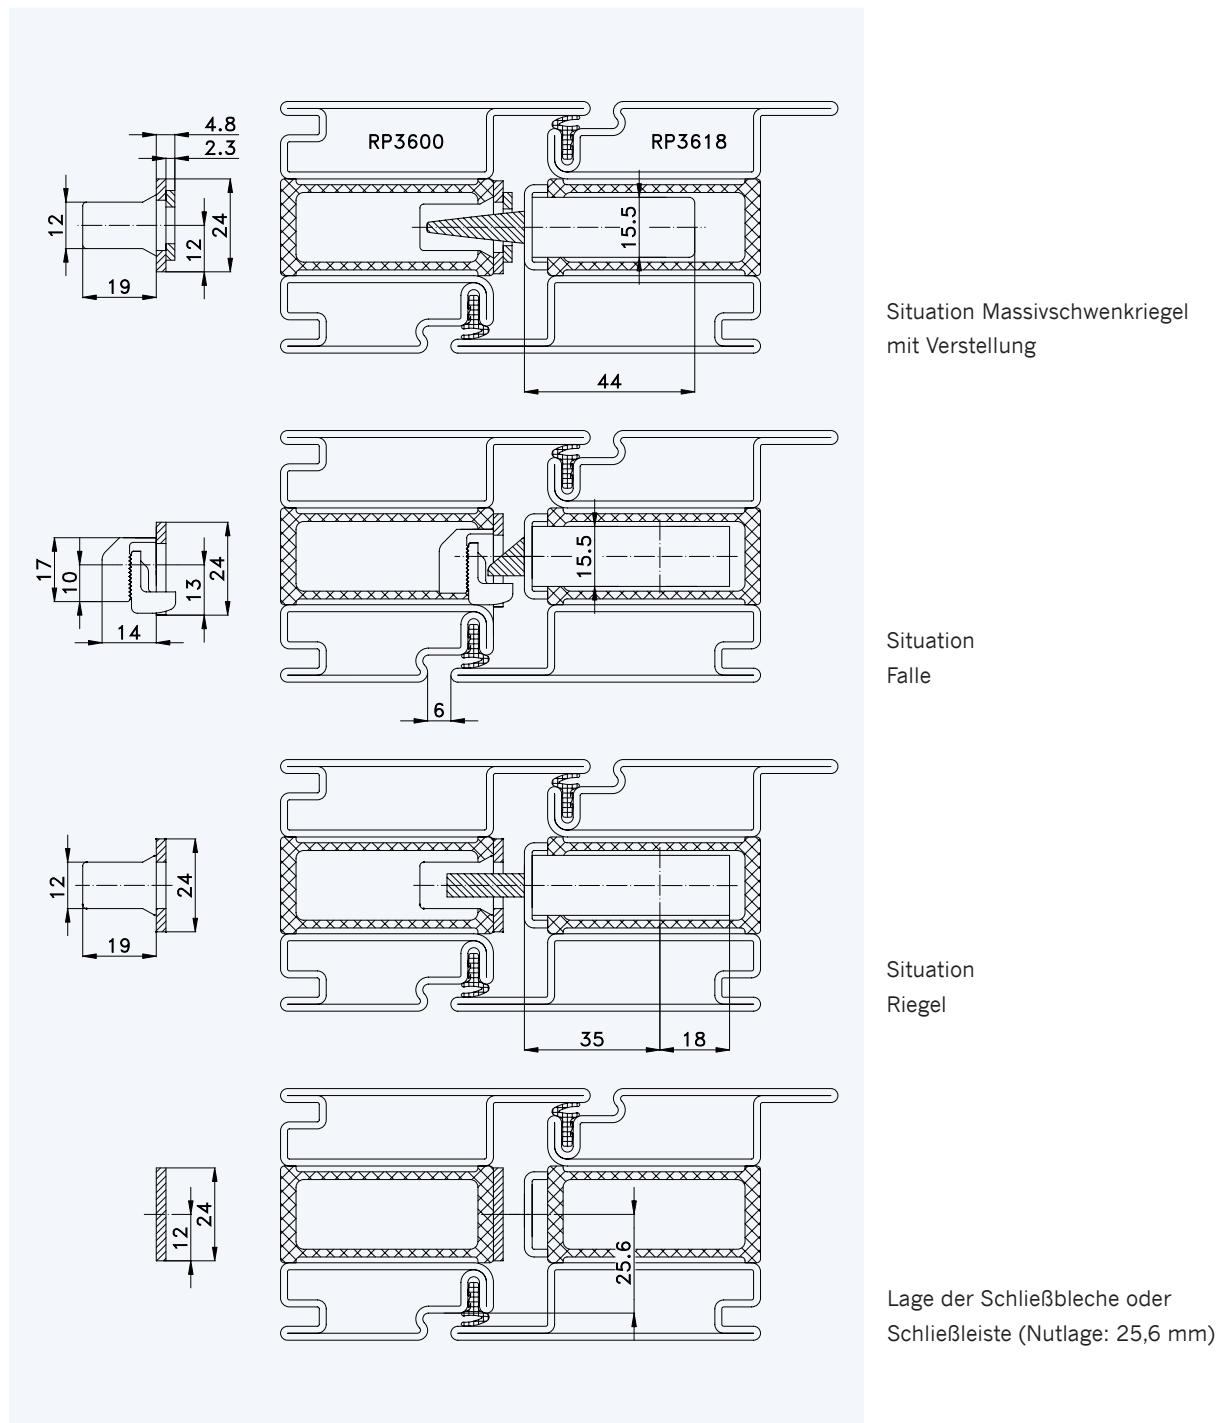 4.8
2.3
12
24
12
19
RP3600
RP3618
15.5
44
Situation Massivschwenkriegel
mit Verstellung
17
10
13
24
14
15.5
6
Situation
Falle
12
24
19
35
18
Situation
Riegel
12
24
25.6
Lage der Schließbleche oder
Schließleiste (Nutlage: 25,6 mm)